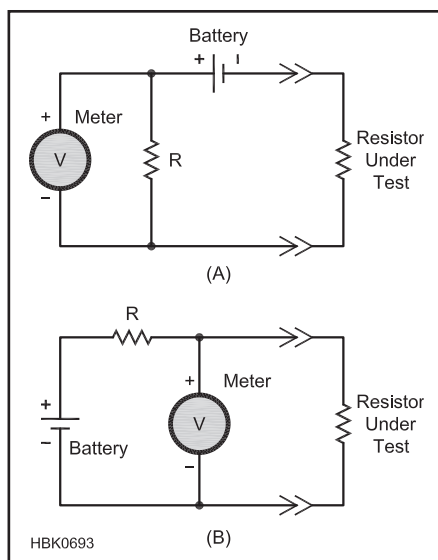 Battery
+ –
+ Meter
V
–
R
Resistor
Under
Test
(A)
R
+
–
Battery
+
Meter
V
–
Resistor
Under
Test
(B)
HBK0693